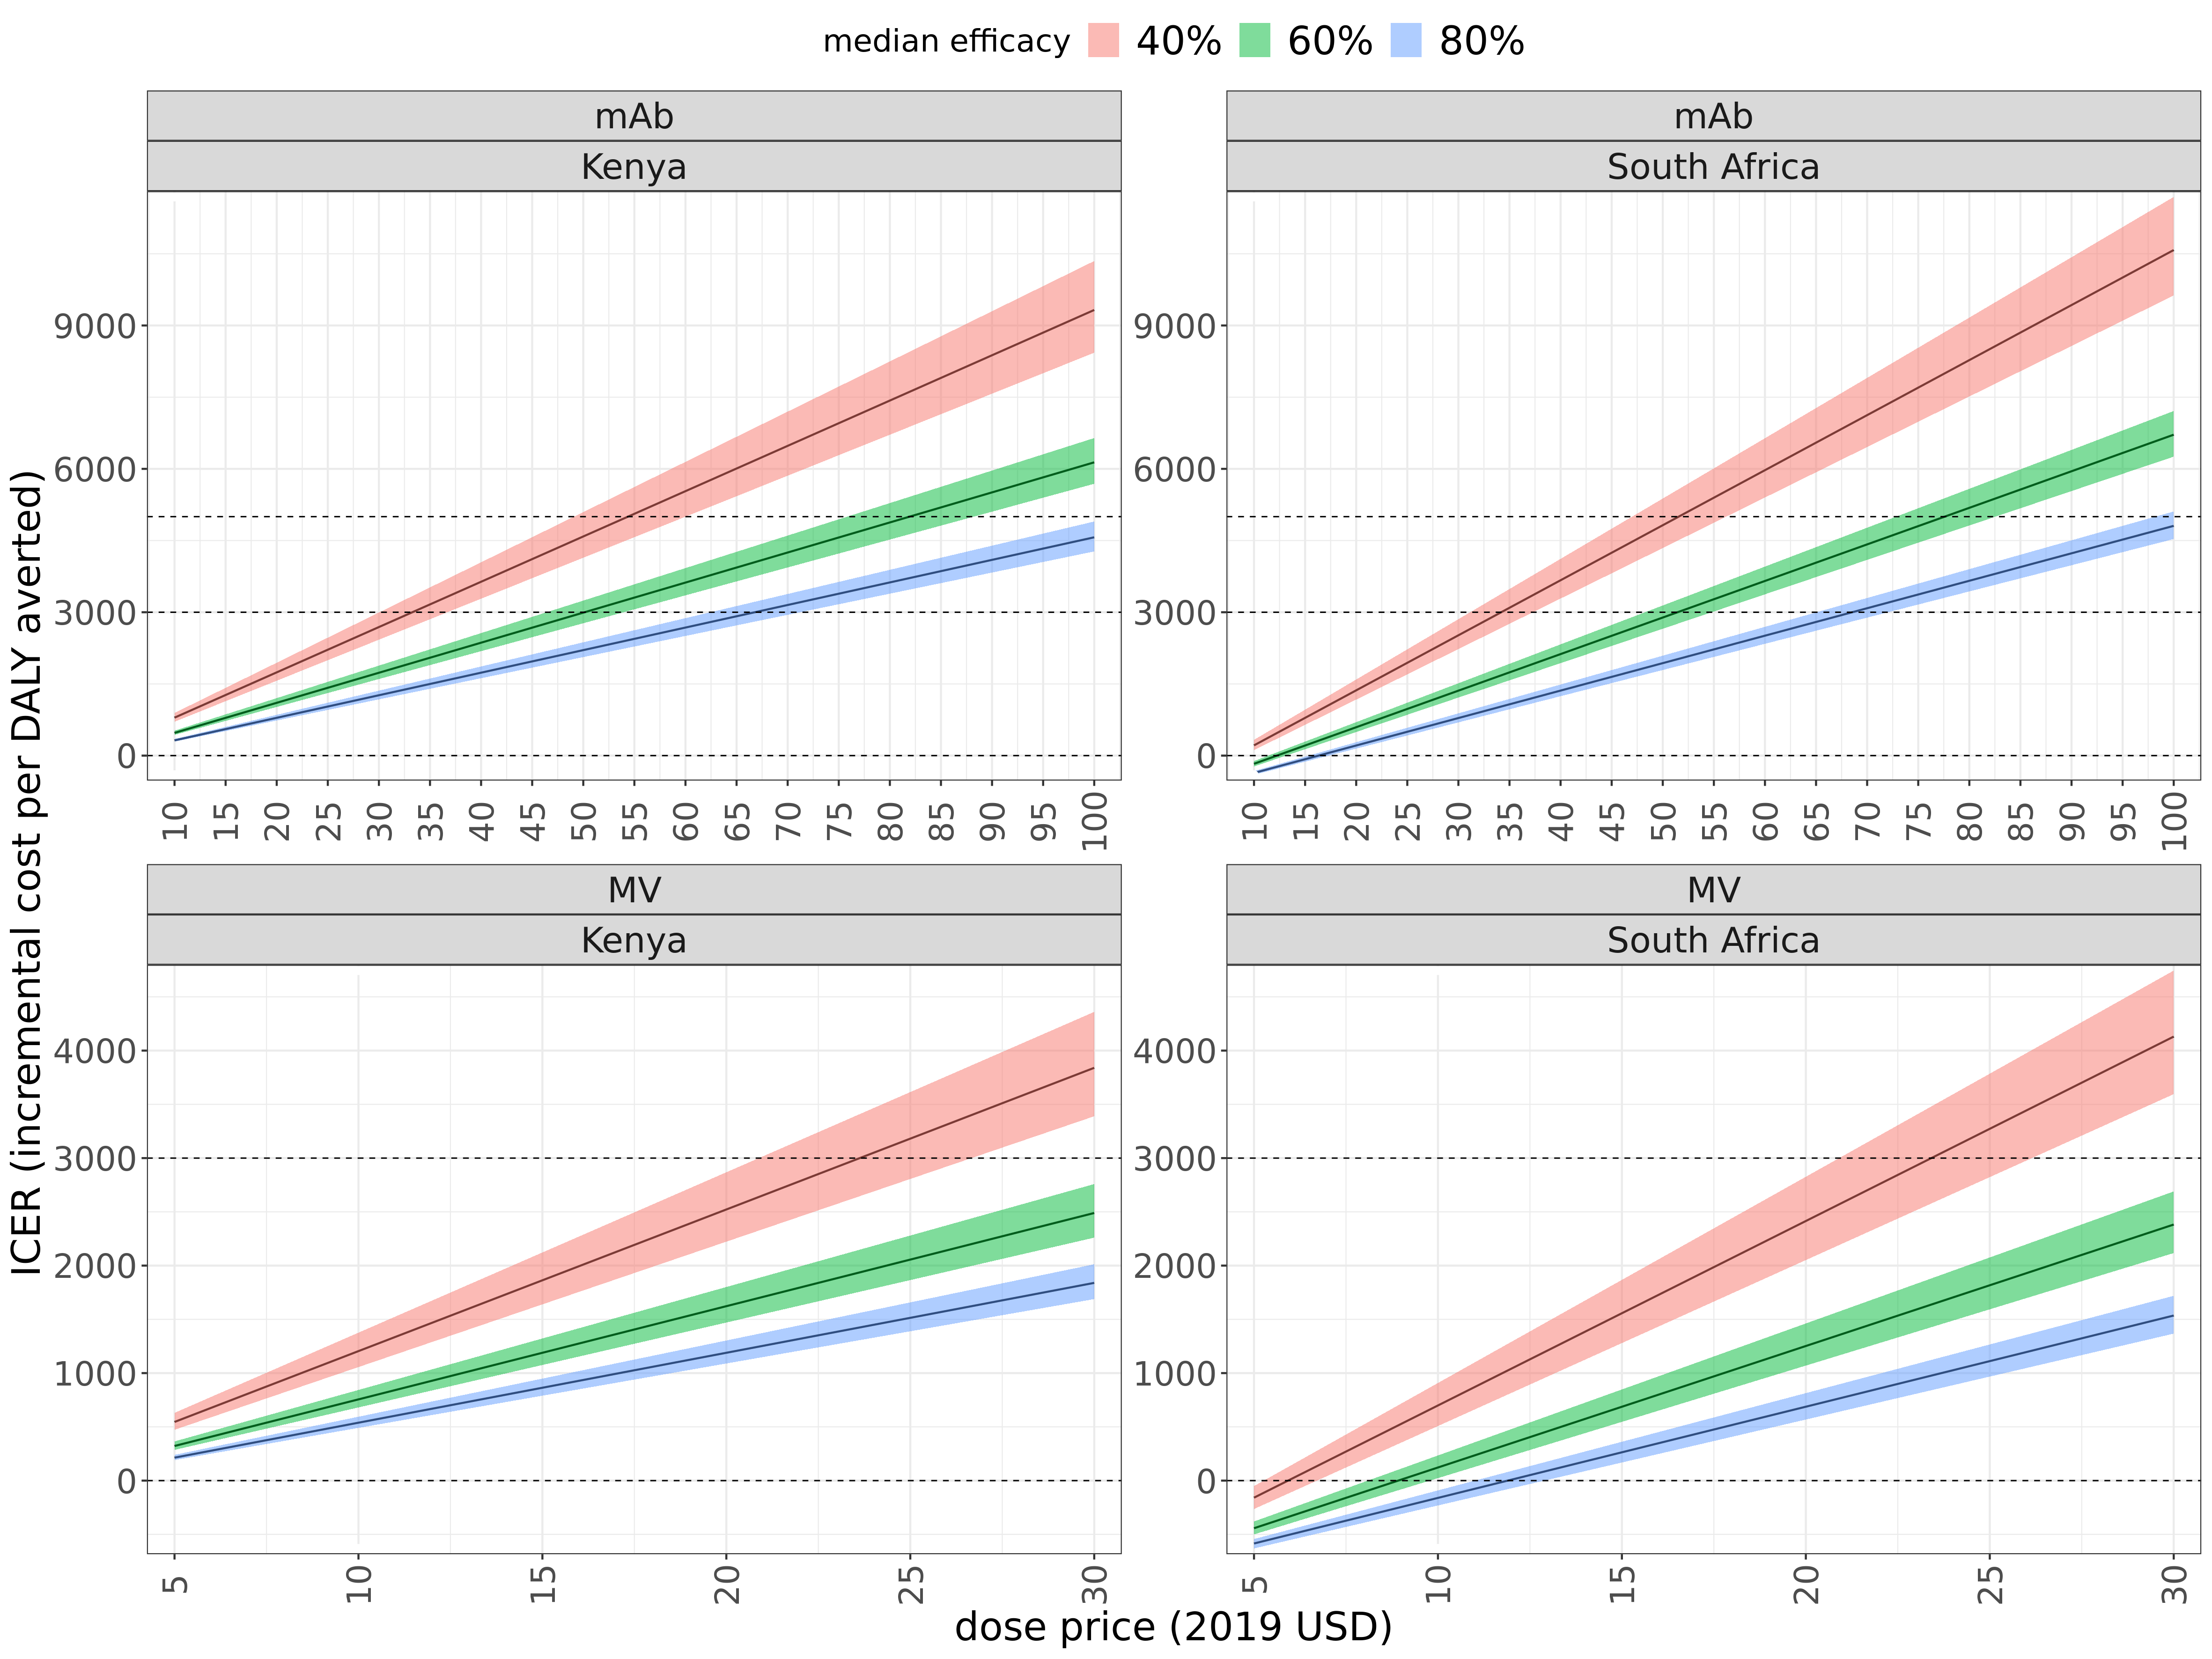 median efficacy 40% 60% 80%
mAb
Kenya
mAb
South Africa
ICER (incremental cost per DALY averted)
9000
6000
3000
0
10 15 20 25 30 35 40 45 50 55 60 65 70 75 80 85 90 95 100
9000
6000
3000
0
10 15 20 25 30 35 40 45 50 55 60 65 70 75 80 85 90 95 100
MV
Kenya
MV
South Africa
4000
3000
2000
1000
0
5 10 15 20 25 30
4000
3000
2000
1000
0
5 10 15 20 25 30
dose price (2019 USD)